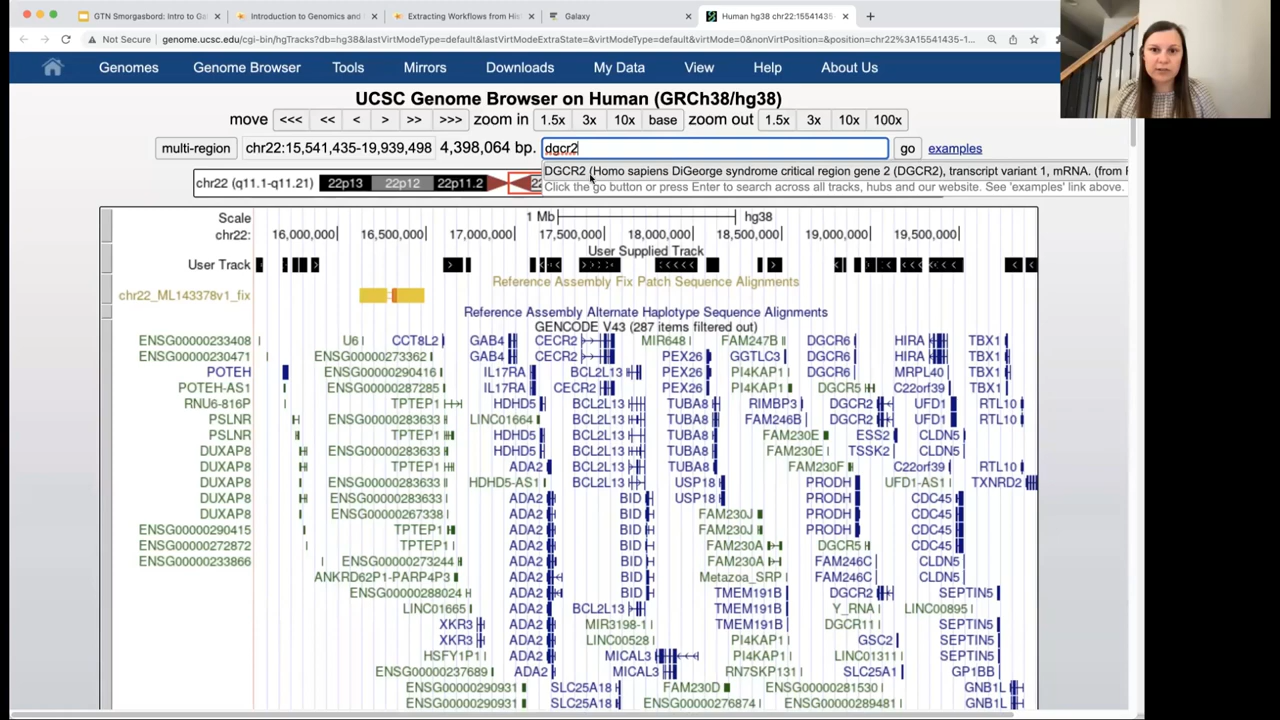 GTN Smorgasbord: Intro to Ga
Introduction to Genomics and
Extracting Workflows from His
Galaxy
Human hg38 chr22:15541435-
Not Secure
genome.ucsc.edu/cgi-bin/hgTracks?db=hg38&lastVirtModeType=default&lastVirtModeExtraState=&virtModeType=default&virtMode=0&nonVirtPosition=&position=chr22%3A15541435-1...
Genomes Genome Browser Tools Mirrors Downloads My Data View Help About Us
UCSC Genome Browser on Human (GRCh38/hg38)
move <<< << < > >> >>> zoom in 1.5x 3x 10x base zoom out 1.5x 3x 10x 100x
multi-region chr22:15,541,435-19,939,498 4,398,064 bp. dgcr2 go examples
DGCR2 (Homo sapiens DiGeorge syndrome critical region gene 2 (DGCR2), transcript variant 1, mRNA. (from
Click the go button or press Enter to search across all tracks, hubs and our website. See 'examples' link above.
chr22 (q11.1-q11.21) 22p13 22p12 22p11.2
Scale 1 Mb hg38
chr22: 16,000,000 16,500,000 17,000,000 17,500,000 18,000,000 18,500,000 19,000,000 19,500,000
User Supplied Track
User Track
Reference Assembly Fix Patch Sequence Alignments
chr22_ML143378v1_fix
Reference Assembly Alternate Haplotype Sequence Alignments
GENCODE V43 (287 items filtered out)
ENSG00000233408 U6 CCT8L2 GAB4 CECR2 MIR648 FAM247B DGCR6 HIRA TBX1
ENSG00000230471 ENSG00000273362 GAB4 CECR2 PEX26 GGTLC3 DGCR6 HIRA TBX1
POTEH ENSG00000290416 IL17RA BCL2L13 PEX26 PI4KAP1 DGCR6 MRPL40 TBX1
POTEH-AS1 ENSG00000287285 IL17RA CECR2 PEX26 PI4KAP1 DGCR5 C22orf39 TBX1
RNU6-816P TPTEP1 HDHD5 BCL2L13 TUBA8 RIMBP3 DGCR2 UFD1 RTL10
PSLNR ENSG00000283633 LINC01664 BCL2L13 TUBA8 FAM246B DGCR2 UFD1 RTL10
PSLNR TPTEP1 HDHD5 BCL2L13 TUBA8 FAM230E ESS2 CLDN5
DUXAP8 ENSG00000283633 HDHD5 BCL2L13 TUBA8 FAM230E TSSK2 CLDN5
DUXAP8 TPTEP1 ADA2 BCL2L13 TUBA8 FAM230F C22orf39 RTL10
DUXAP8 ENSG00000283633 HDHD5-AS1 BCL2L13 USP18 PRODH UFD1-AS1 TXNRD2
DUXAP8 ENSG00000283633 ADA2 BID USP18 PRODH CDC45
DUXAP8 ENSG00000267338 ADA2 BID FAM230J PRODH CDC45
ENSG00000290415 TPTEP1 ADA2 BID FAM230J PRODH CDC45
ENSG00000272872 TPTEP1 ADA2 BID FAM230A DGCR5 CDC45
ENSG00000233866 ENSG00000273244 ADA2 BID FAM230A FAM246C CLDN5
ANKRD62P1-PARP4P3 ADA2 BID Metazoa_SRP FAM246C CLDN5
ENSG00000288024 ADA2 BID TMEM191B DGCR2 SEPTIN5
LINC01665 ADA2 BCL2L13 TMEM191B Y_RNA LINC00895
XKR3 ADA2 MIR3198-1 TMEM191B DGCR11 SEPTIN5
XKR3 ADA2 LINC00528 PI4KAP1 GSC2 SEPTIN5
HSFY1P1 ADA2 MICAL3 PI4KAP1 LINC01311 SEPTIN5
ENSG00000237689 ADA2 MICAL3 RN7SKP131 SLC25A1 GP1BB
ENSG00000290931 SLC25A18 FAM230D ENSG00000281530 GNB1L
ENSG00000290931 SLC25A18 ENSG00000276874 ENSG00000289481 GNB1L